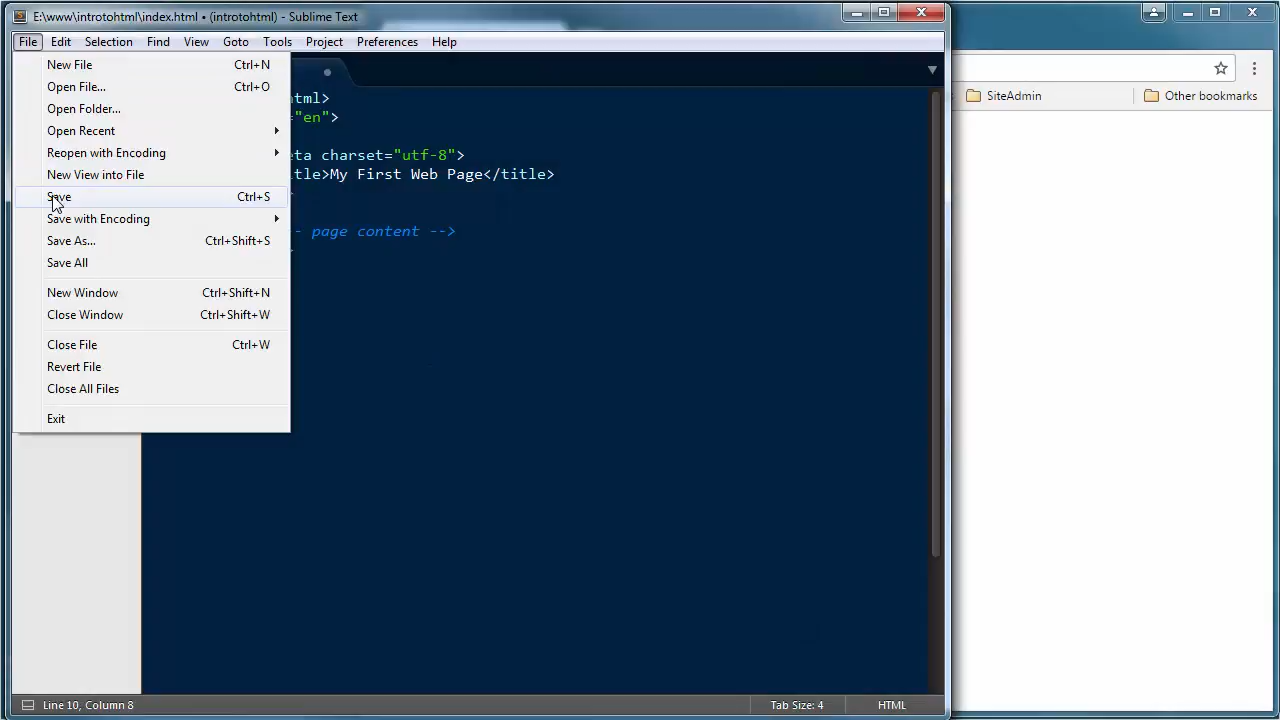 E:\www\introtohtml\index.html • (introtohtml) - Sublime Text
File Edit Selection Find View Goto Tools Project Preferences Help
New File Ctrl+N
Open File... Ctrl+O
Open Folder...
Open Recent
Reopen with Encoding
New View into File
Save Ctrl+S
Save with Encoding
Save As... Ctrl+Shift+S
Save All
New Window Ctrl+Shift+N
Close Window Ctrl+Shift+W
Close File Ctrl+W
Revert File
Close All Files
Exit
tml>
="en">
eta charset="utf-8">
itle>My First Web Page</title>
- page content -->
SiteAdmin
Other bookmarks
Line 10, Column 8
Tab Size: 4
HTML